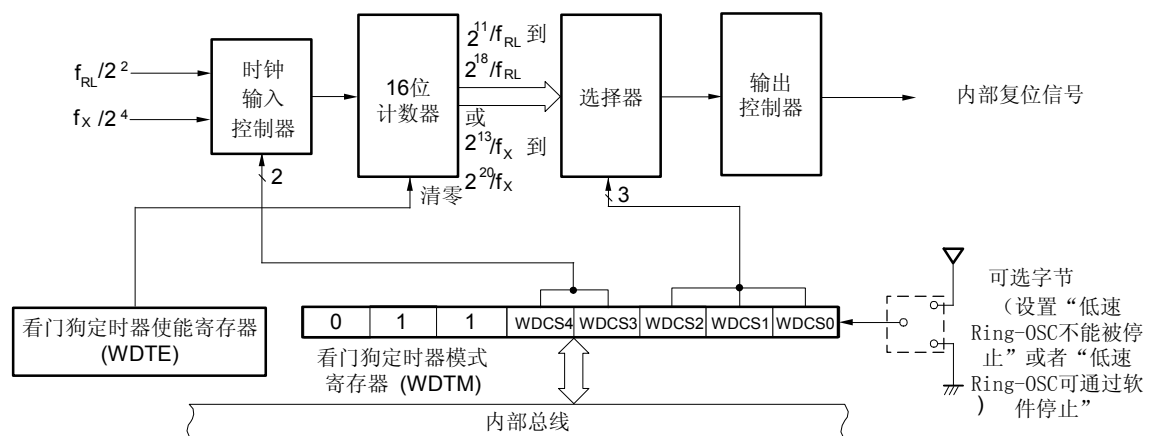 f_RL/2^2
f_X/2^4
时钟
输入
控制器
2
16位
计数器
清零
2^11/f_RL 到
2^18/f_RL
或
2^13/f_X 到
2^20/f_X
选择器
3
输出
控制器
内部复位信号
看门狗定时器使能寄存器
(WDTE)
0 1 1 WDCS4 WDCS3 WDCS2 WDCS1 WDCS0
看门狗定时器模式
寄存器 (WDTM)
内部总线
可选字节
（设置“低速
Ring-OSC不能被停
止”或者“低速
Ring-OSC可通过软
) 件停止”